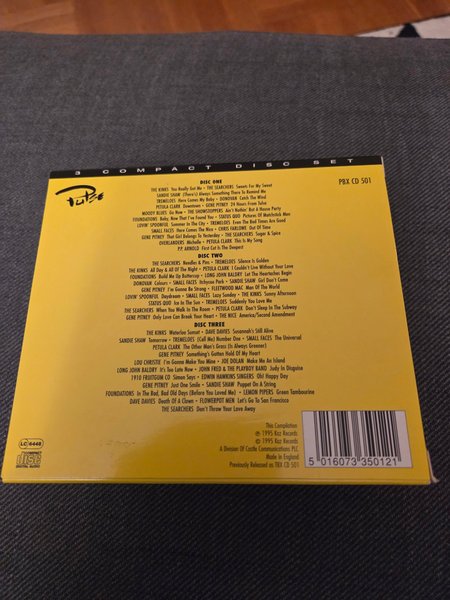 3 COMPACT DISC SET
Pulse
PBX CD 501
DISC ONE
THE KINKS You Really Got Me • THE SEARCHERS Sweets For My Sweet
SANDIE SHAW (There's) Always Something There To Remind Me
TREMELOES Here Comes My Baby • DONOVAN Catch The Wind
PETULA CLARK Downtown • GENE PITNEY 24 Hours From Tulsa
MOODY BLUES Go Now • THE SHOWSTOPPERS Ain't Nothin' But A House Party
FOUNDATIONS Baby, Now That I've Found You • STATUS QUO Pictures Of Matchstick Men
LOVIN' SPOONFUL Summer In The City • TREMELOES Even The Bad Times Are Good
SMALL FACES Here Comes The Nice • CHRIS FARLOWE Out Of Time
GENE PITNEY That Girl Belongs To Yesterday • THE SEARCHERS Sugar & Spice
OVERLANDERS Michelle • PETULA CLARK This Is My Song
P.P. ARNOLD First Cut Is The Deepest
DISC TWO
THE SEARCHERS Needles & Pins • TREMELOES Silence Is Golden
THE KINKS All Day & All Of The Night • PETULA CLARK I Couldn't Live Without Your Love
FOUNDATIONS Build Me Up Buttercup • LONG JOHN BALDRY Let The Heartaches Begin
DONOVAN Colours • SMALL FACES Itchycoo Park • SANDIE SHAW Girl Don't Come
GENE PITNEY I'm Gonna Be Strong • FLEETWOOD MAC Man Of The World
LOVIN' SPOONFUL Daydream • SMALL FACES Lazy Sunday • THE KINKS Sunny Afternoon
STATUS QUO Ice In The Sun • TREMELOES Suddenly You Love Me
THE SEARCHERS When You Walk In The Room • PETULA CLARK Don't Sleep In The Subway
GENE PITNEY Only Love Can Break Your Heart • THE NICE America/Second Amendment
DISC THREE
THE KINKS Waterloo Sunset • DAVE DAVIES Susannah's Still Alive
SANDIE SHAW Tomorrow • TREMELOES (Call Me) Number One • SMALL FACES The Universal
PETULA CLARK The Other Man's Grass (Is Always Greener)
GENE PITNEY Something's Gotten Hold Of My Heart
LOU CHRISTIE I'm Gonna Make You Mine • JOE DOLAN Make Me An Island
LONG JOHN BALDRY It's Too Late Now • JOHN FRED & THE PLAYBOY BAND Judy In Disguise
1910 FRUITGUM CO Simon Says • EDWIN HAWKINS SINGERS Oh! Happy Day
GENE PITNEY Just One Smile • SANDIE SHAW Puppet On A String
FOUNDATIONS In The Bad, Bad Old Days (Before You Loved Me) • LEMON PIPERS Green Tambourine
DAVE DAVIES Death Of A Clown • FLOWERPOT MEN Let's Go To San Francisco
THE SEARCHERS Don't Throw Your Love Away
LC 6448
COMPACT
disc
DIGITAL AUDIO
This Compilation
℗ 1995 Kaz Records
© 1995 Kaz Records
A Division Of Castle Communications PLC
Made in England
Previously Released as TBX CD 501
5 016073 350121